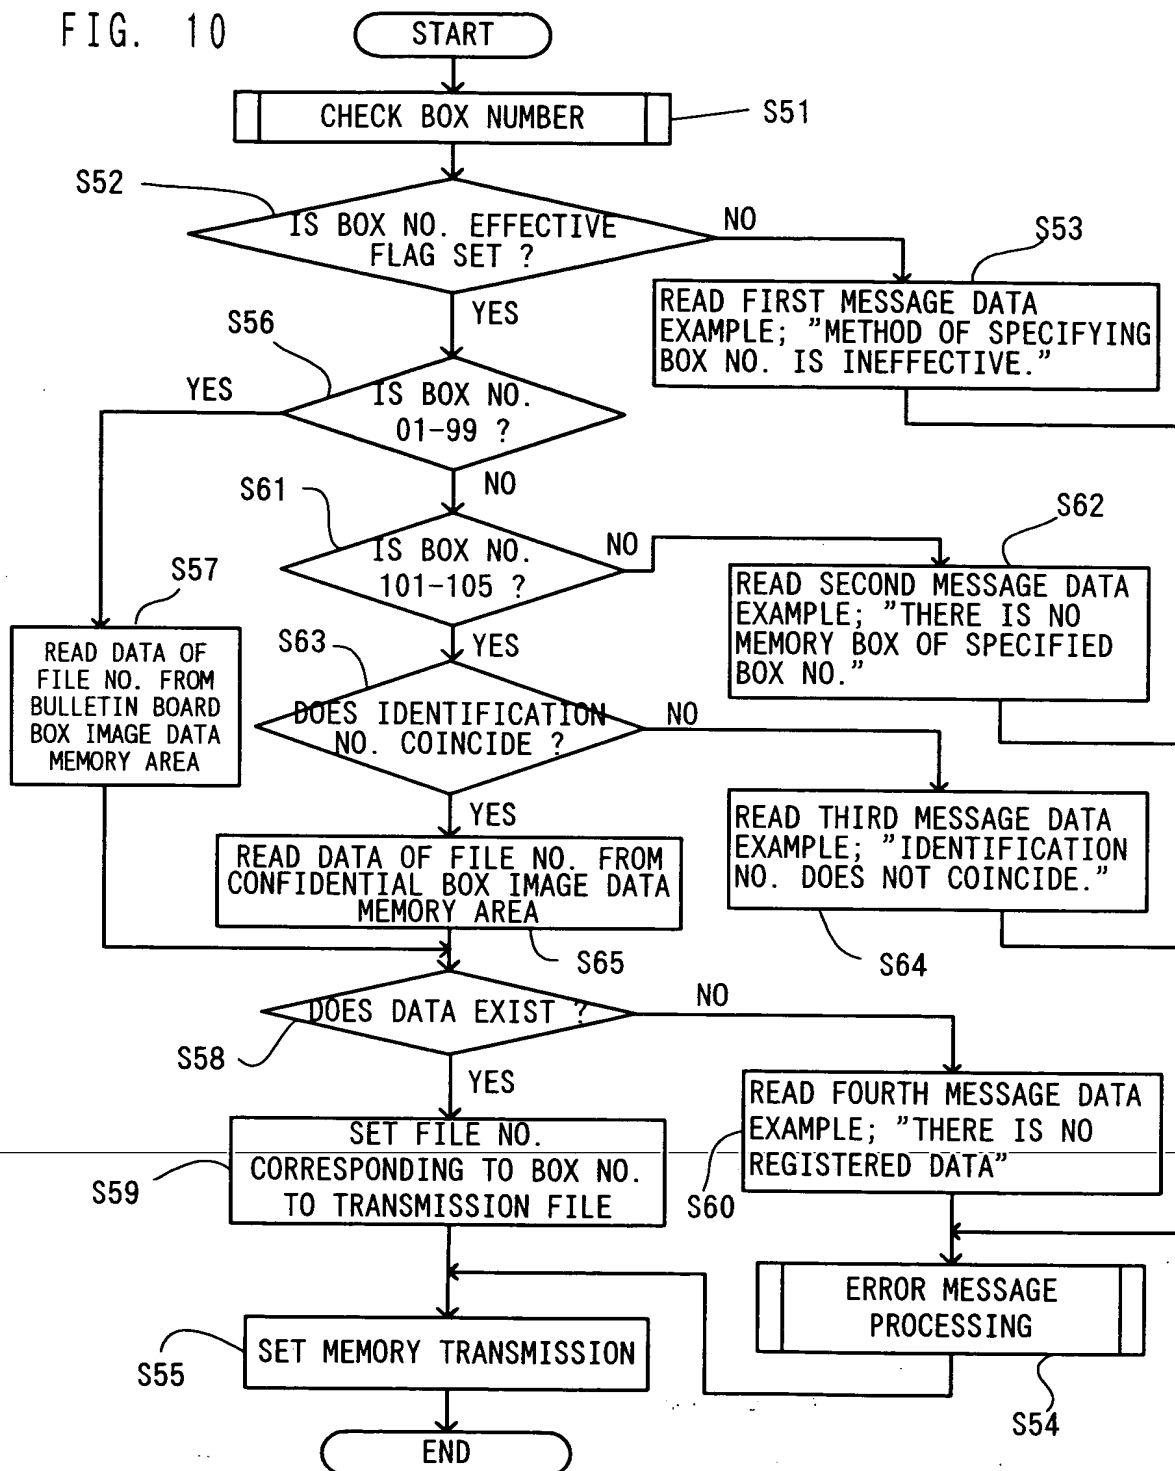 FIG. 10
START
CHECK BOX NUMBER
S51
S52
IS BOX NO. EFFECTIVE
FLAG SET ?
NO
S53
READ FIRST MESSAGE DATA
EXAMPLE; ”METHOD OF SPECIFYING
BOX NO. IS INEFFECTIVE.”
YES
S56
YES
IS BOX NO.
01-99 ?
NO
S61
IS BOX NO.
101-105 ?
NO
S62
READ SECOND MESSAGE DATA
EXAMPLE; ”THERE IS NO
MEMORY BOX OF SPECIFIED
BOX NO.”
S57
READ DATA OF
FILE NO. FROM
BULLETIN BOARD
BOX IMAGE DATA
MEMORY AREA
YES
S63
DOES IDENTIFICATION
NO. COINCIDE ?
NO
READ THIRD MESSAGE DATA
EXAMPLE; ”IDENTIFICATION
NO. DOES NOT COINCIDE.”
S64
YES
READ DATA OF FILE NO. FROM
CONFIDENTIAL BOX IMAGE DATA
MEMORY AREA
S65
DOES DATA EXIST ?
NO
S58
YES
READ FOURTH MESSAGE DATA
EXAMPLE; ”THERE IS NO
REGISTERED DATA”
S60
SET FILE NO.
CORRESPONDING TO BOX NO.
TO TRANSMISSION FILE
S59
ERROR MESSAGE
PROCESSING
S54
SET MEMORY TRANSMISSION
S55
END